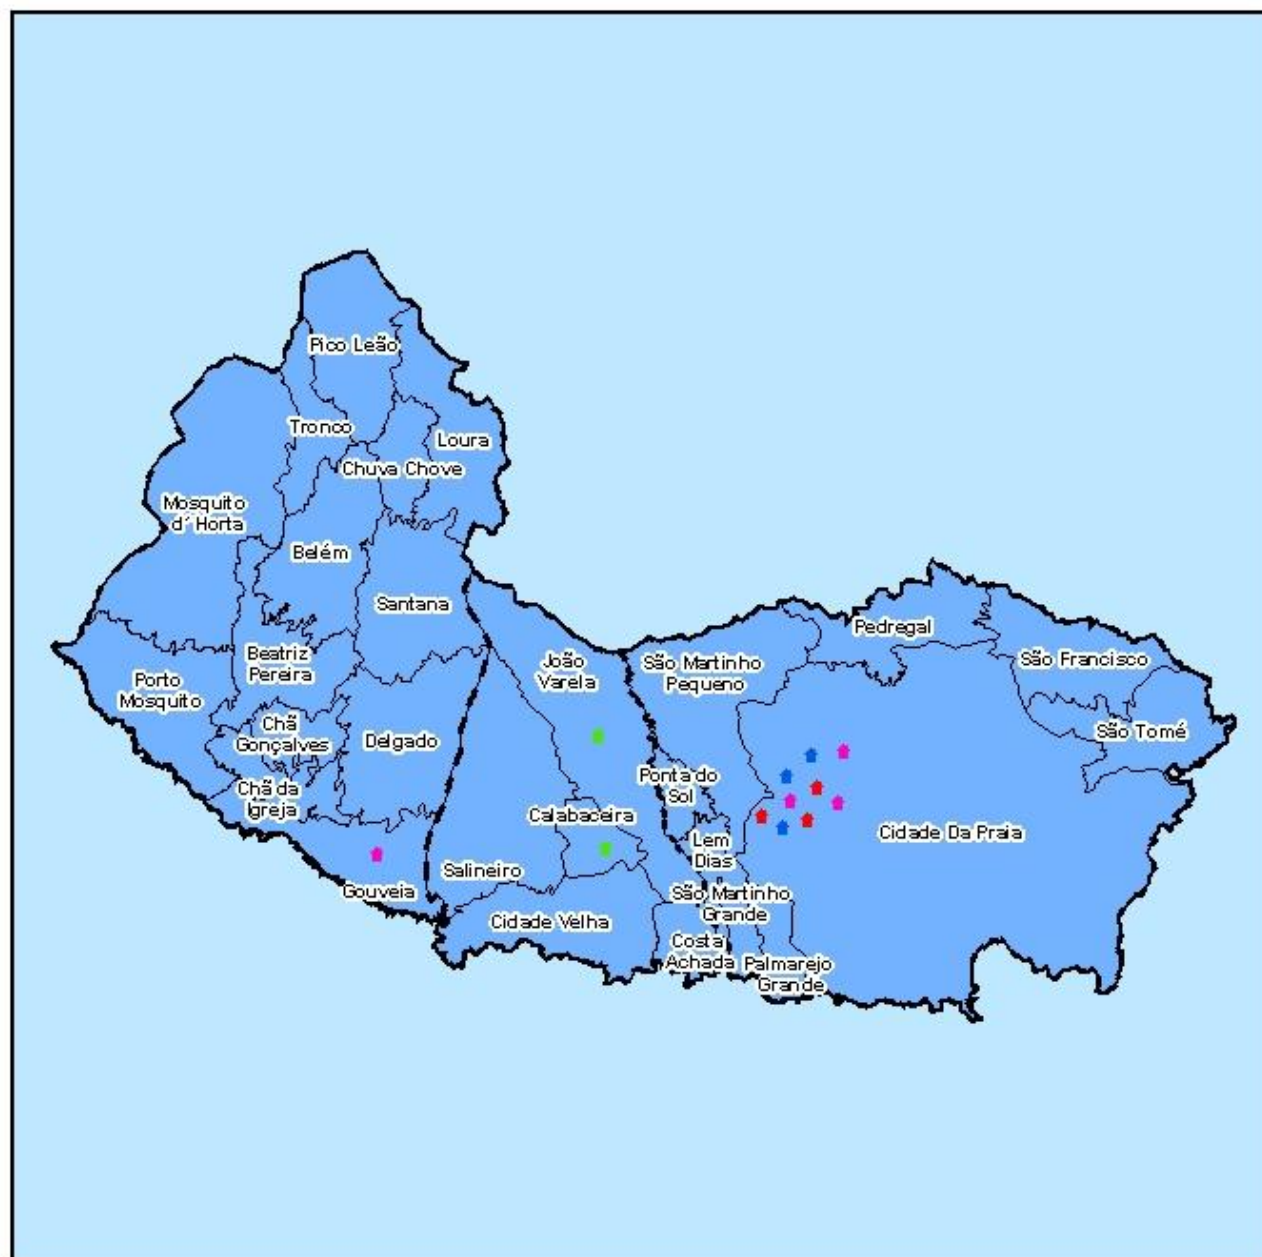 Pico Leão
Tronco
Loura
Chuva Chove
Mosquito
d´ Horta
Belém
Santana
Pedregal
Beatriz
Pereira
João
Varela
São Martinho
Pequeno
São Francisco
Porto
Mosquito
Chã
Gonçalves
Delgado
São Tomé
Ponta do
Sol
Chã da
Igreja
Calabaceira
Cidade Da Praia
Lem
Dias
Salineiro
Gouveia
São Martinho
Grande
Cidade Velha
Costa
Achada
Palmarejo
Grande